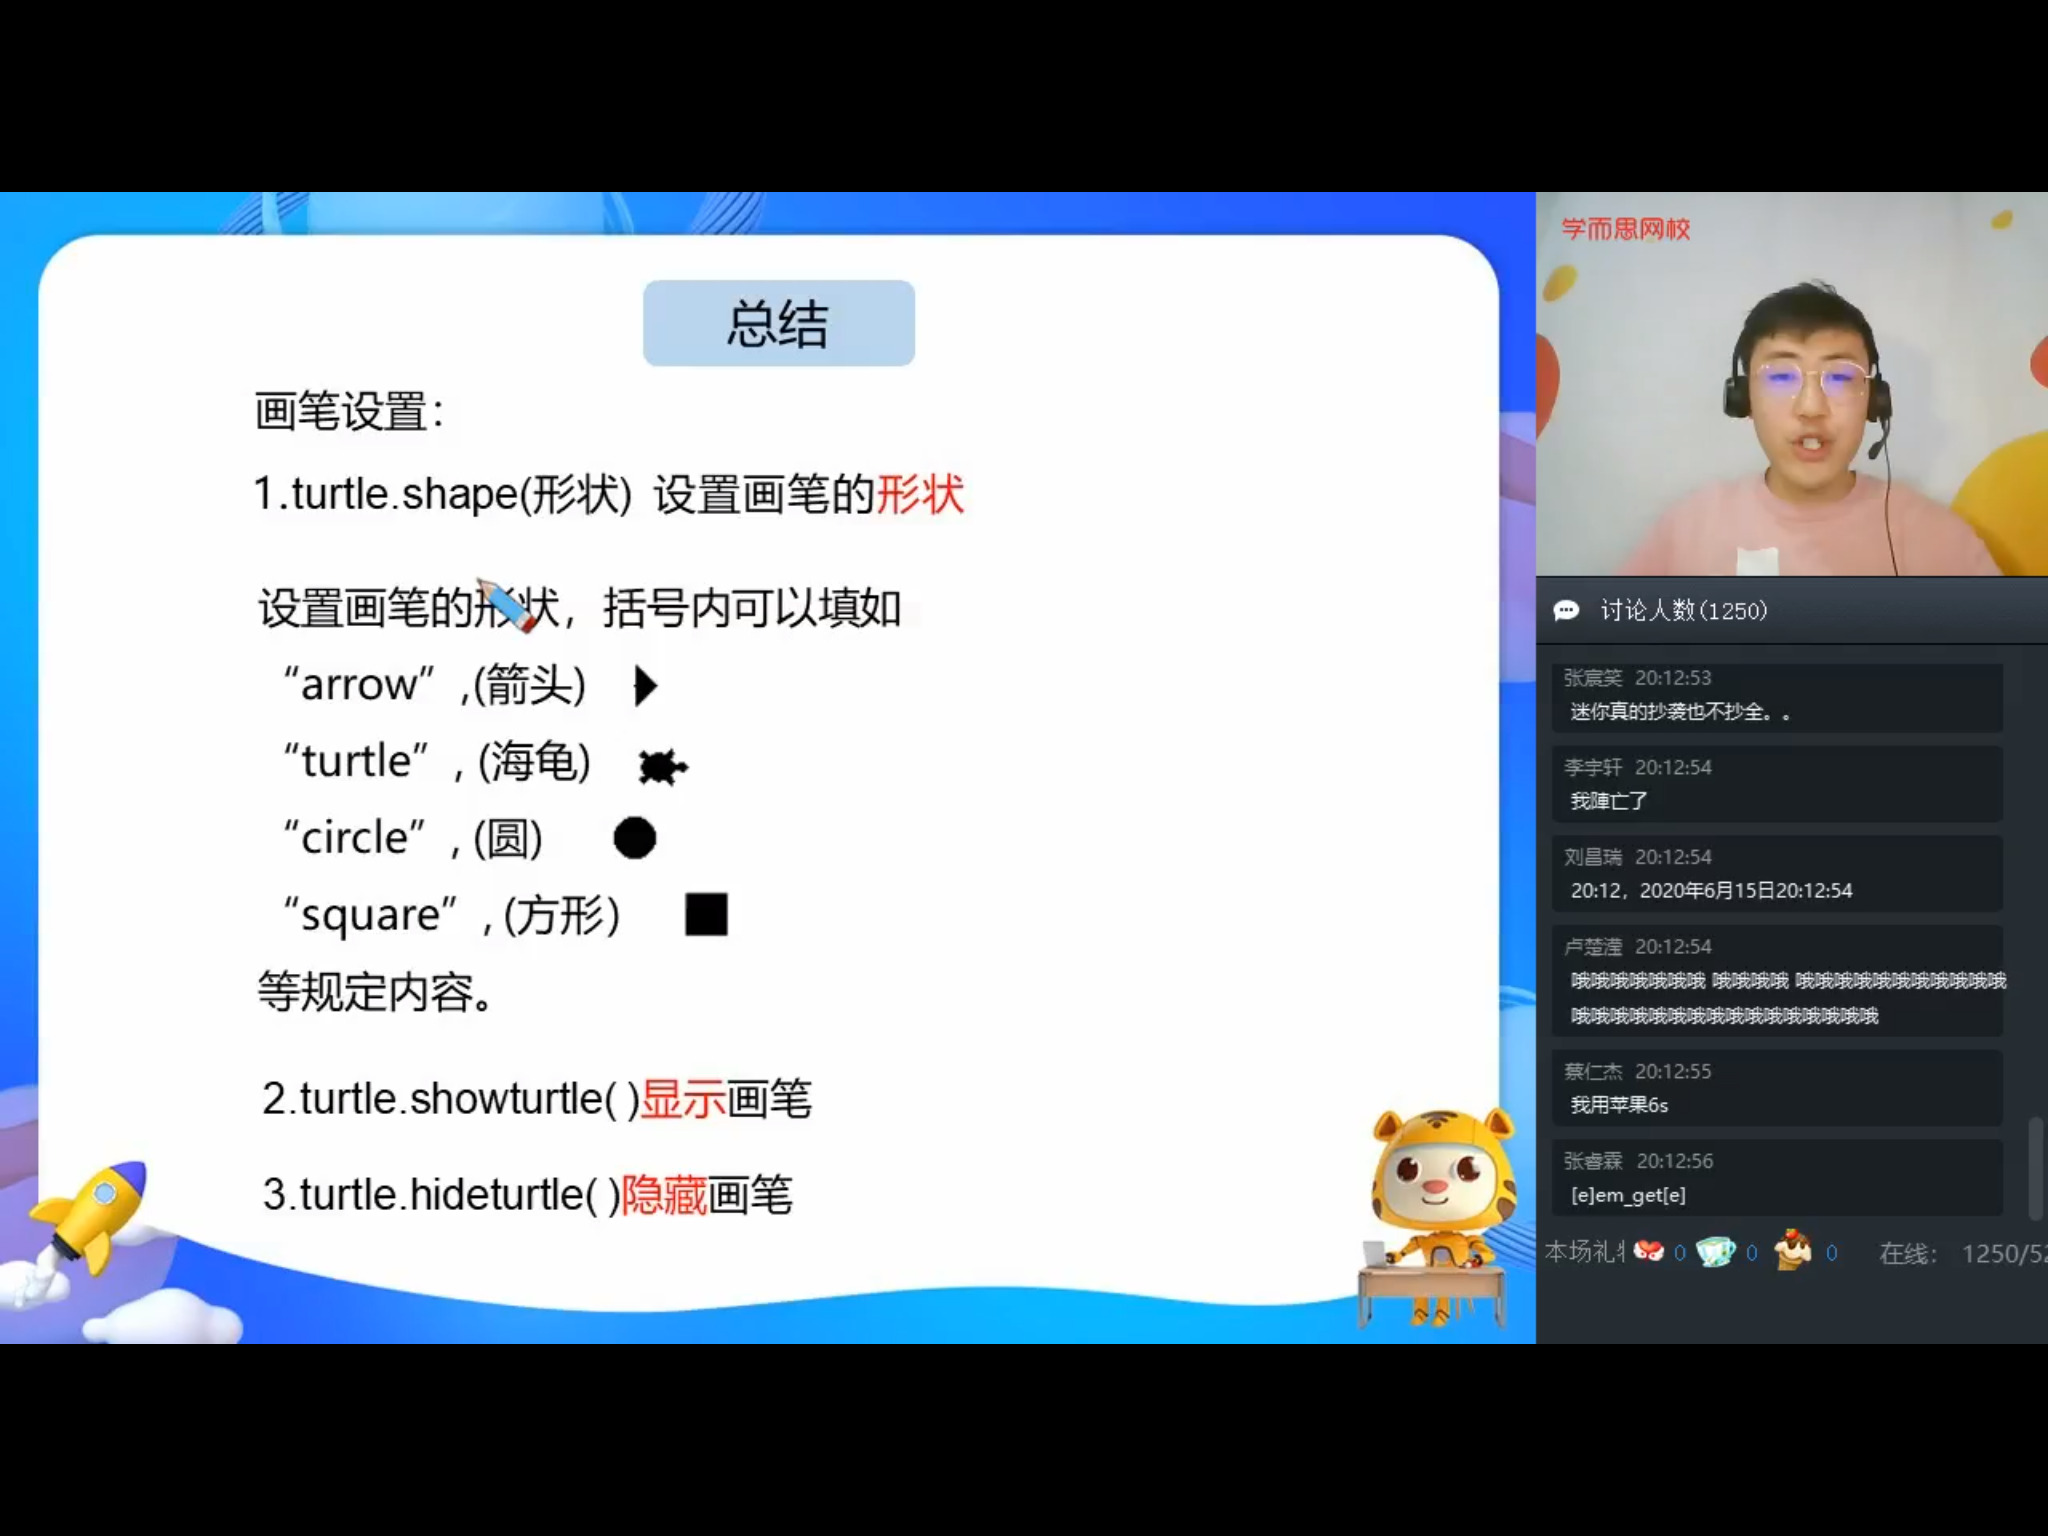 总结
画笔设置：
1.turtle.shape(形状) 设置画笔的形状
设置画笔的形状，括号内可以填如
“arrow” ,(箭头)
“turtle” , (海龟)
“circle” , (圆)
“square” , (方形)
等规定内容。
2.turtle.showturtle( )显示画笔
3.turtle.hideturtle( )隐藏画笔
学而思网校
讨论人数(1250)
张宸笑 20:12:53
迷你真的抄袭也不抄全。。
李宇轩 20:12:54
我陣亡了
刘昌瑞 20:12:54
20:12，2020年6月15日20:12:54
卢楚滢 20:12:54
哦哦哦哦哦哦哦 哦哦哦哦 哦哦哦哦哦哦哦哦哦哦哦
哦哦哦哦哦哦哦哦哦哦哦哦哦哦哦哦
蔡仁杰 20:12:55
我用苹果6s
张睿霖 20:12:56
[e]em_get[e]
本场礼 0 0 0 在线： 1250/5